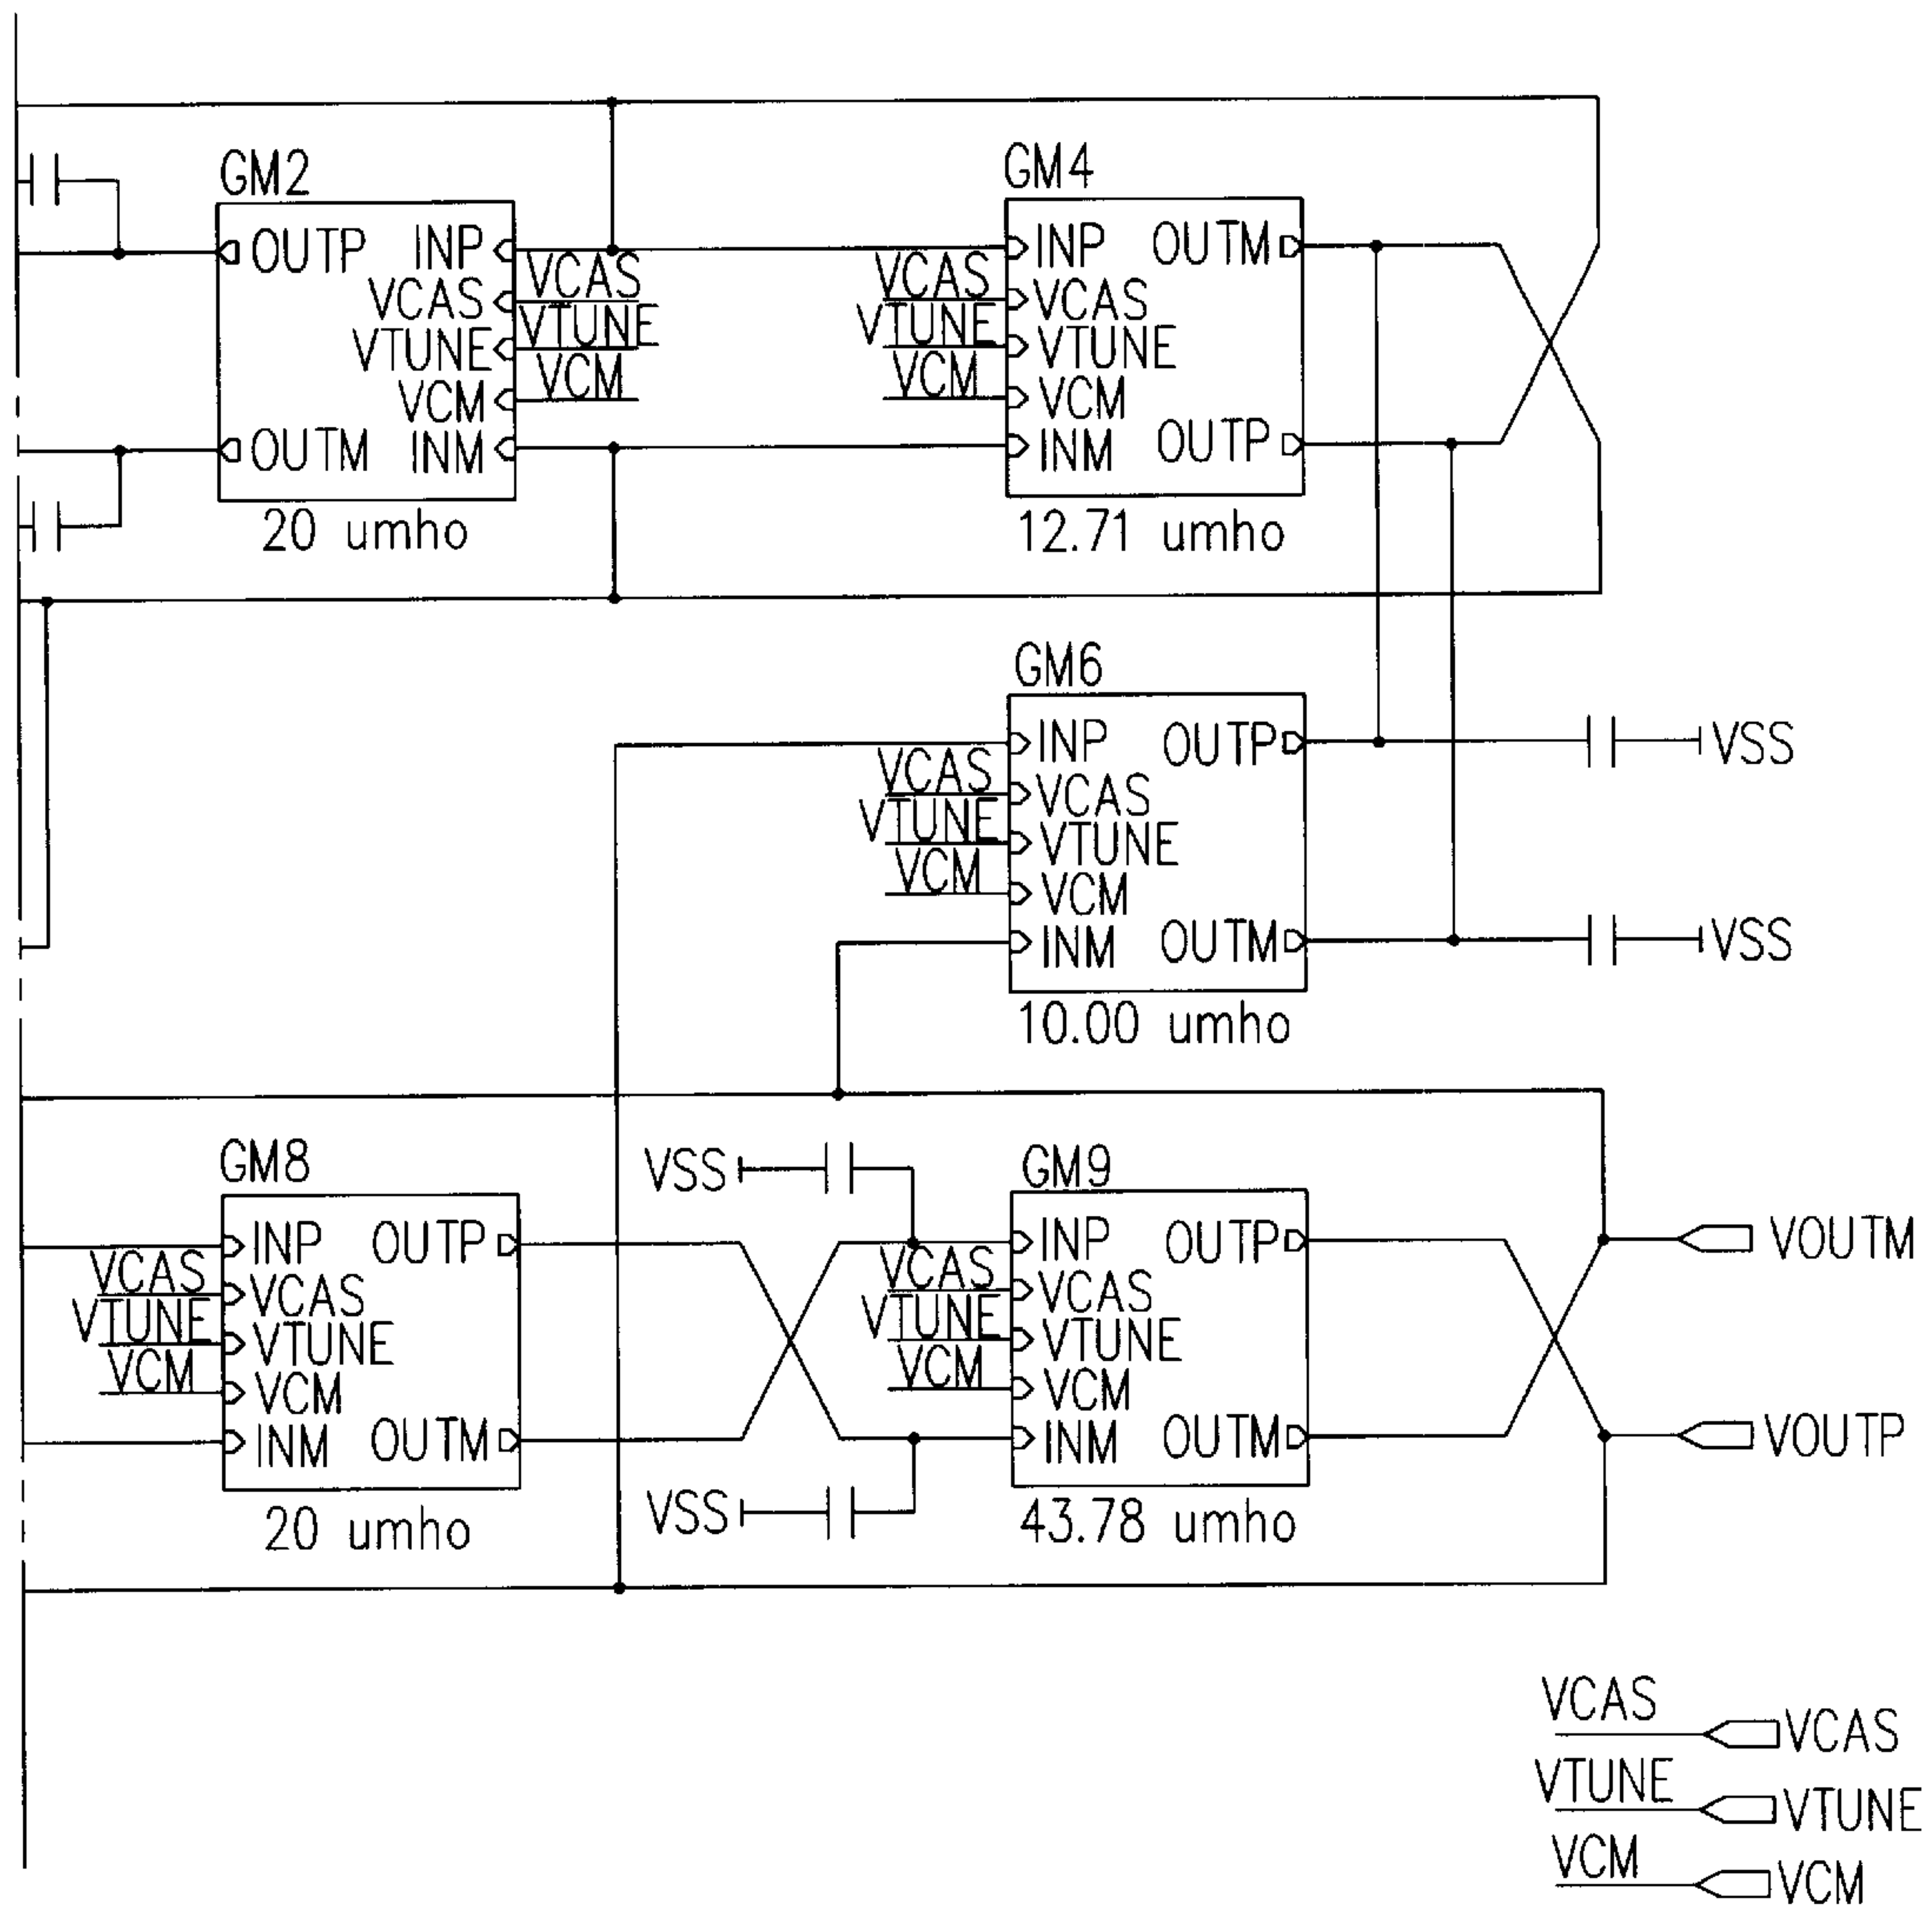 GM2
GM4
OUTP INP
VCAS
VCAS
VTUNE
VTUNE
VCM
VCM
OUTM INM
20 umho
VCAS
INP OUTM
VTUNE
VCAS
VCM
VTUNE
VCM
INM OUTP
12.71 umho
GM6
INP OUTP
VCAS
VCAS
VTUNE
VTUNE
VCM
VCM
INM OUTM
10.00 umho
VSS
VSS
GM8
INP OUTP
VCAS
VCAS
VTUNE
VTUNE
VCM
VCM
INM OUTM
20 umho
VSS
VSS
GM9
INP OUTP
VCAS
VCAS
VTUNE
VTUNE
VCM
VCM
INM OUTM
43.78 umho
VOUTM
VOUTP
VCAS
VCAS
VTUNE
VTUNE
VCM
VCM